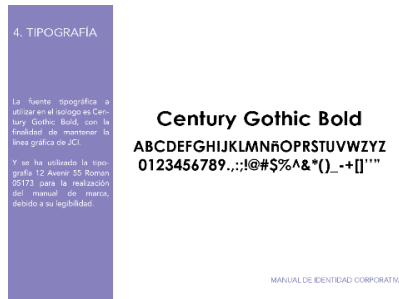 4. TIPOGRAFÍA
La fuente tipográfica a
utilizar en el isologo es Cen-
tury Gothic Bold, con la
finalidad de mantener la
línea gráfica de JCI.
Y se ha utilizado la tipo-
grafía 12 Avenir 55 Roman
05173 para la realización
del manual de marca,
debido a su legibilidad.
Century Gothic Bold
ABCDEFGHIJKLMNñOPRSTUVWZYZ
0123456789.,:;!@#$%^&*()_-+[]’’”
MANUAL DE IDENTIDAD CORPORATIVA